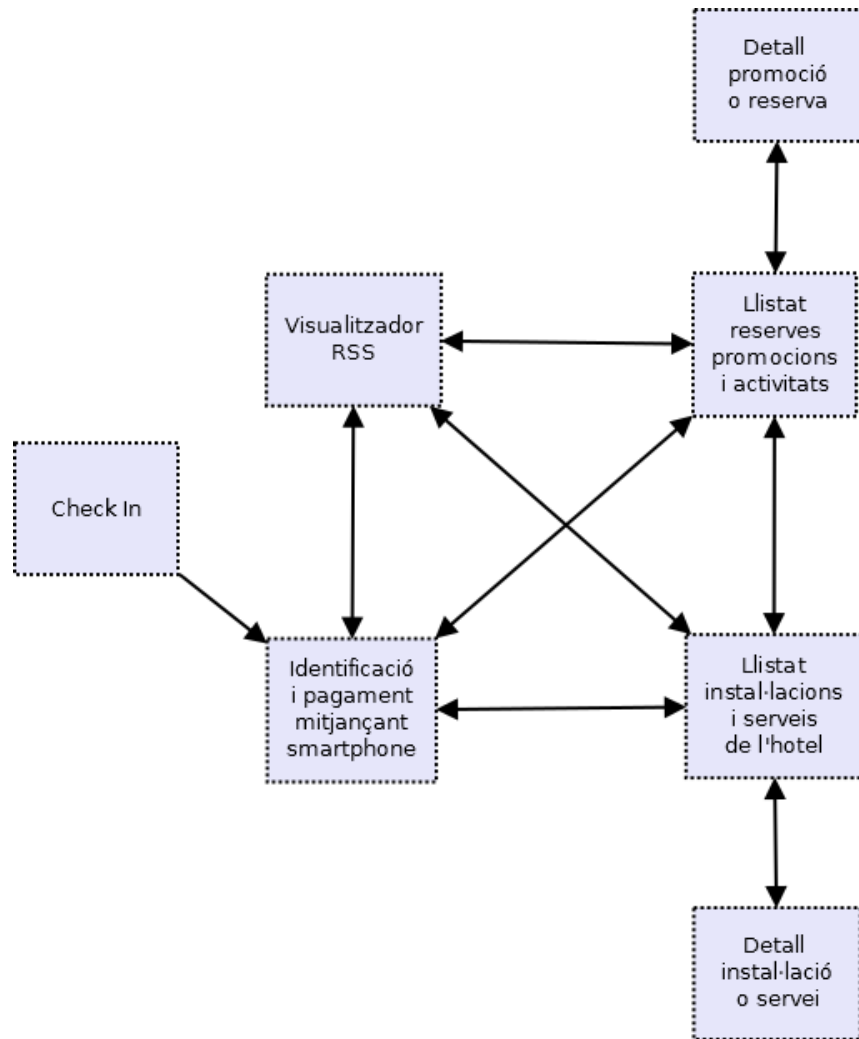 Detall
promoció
o reserva
Visualitzador
RSS
Llistat
reserves
promocions
i activitats
Check In
Identificació
i pagament
mitjançant
smartphone
Llistat
instal·lacions
i serveis
de l'hotel
Detall
instal·lació
o servei